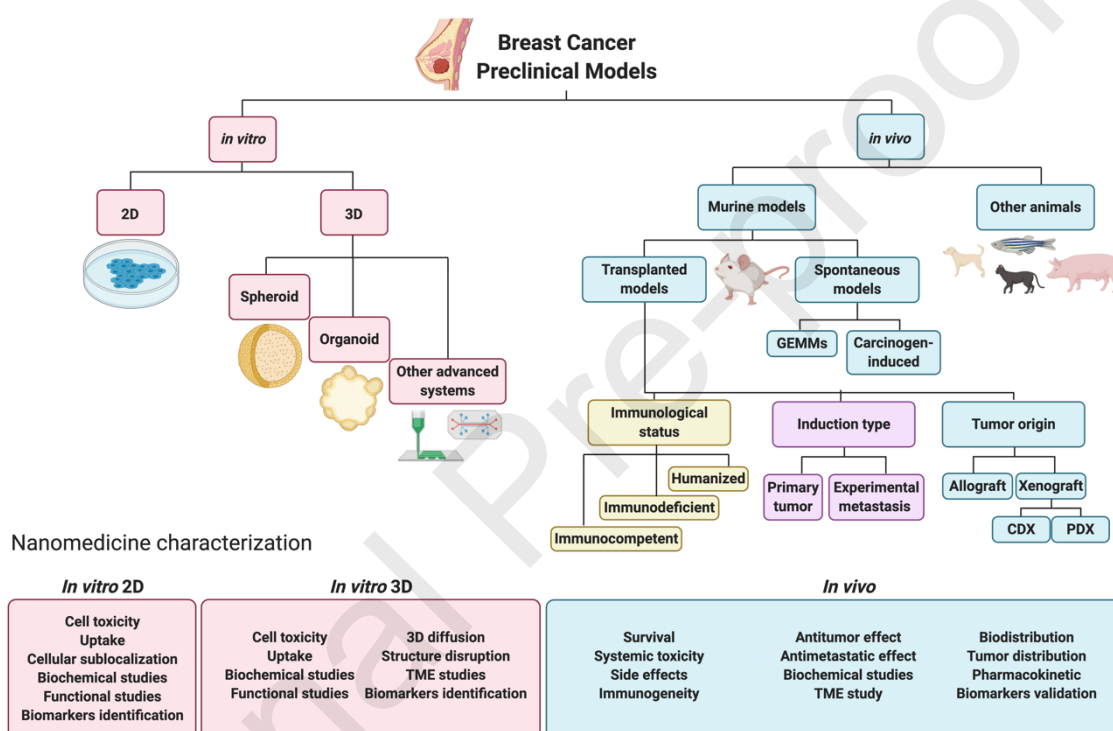 Breast Cancer
Preclinical Models
in vitro
in vivo
2D
3D
Murine models
Other animals
Transplanted
models
Spontaneous
models
Spheroid
Organoid
Other advanced
systems
GEMMs
Carcinogen-
induced
Immunological
status
Induction type
Tumor origin
Humanized
Immunodeficient
Immunocompetent
Primary
tumor
Experimental
metastasis
Allograft
Xenograft
CDX
PDX
Nanomedicine characterization
In vitro 2D
Cell toxicity
Uptake
Cellular sublocalization
Biochemical studies
Functional studies
Biomarkers identification
In vitro 3D
Cell toxicity
Uptake
Biochemical studies
Functional studies
3D diffusion
Structure disruption
TME studies
Biomarkers identification
In vivo
Survival
Systemic toxicity
Side effects
Immunogeneity
Antitumor effect
Antimetastatic effect
Biochemical studies
TME study
Biodistribution
Tumor distribution
Pharmacokinetic
Biomarkers validation
nal Pre-proo